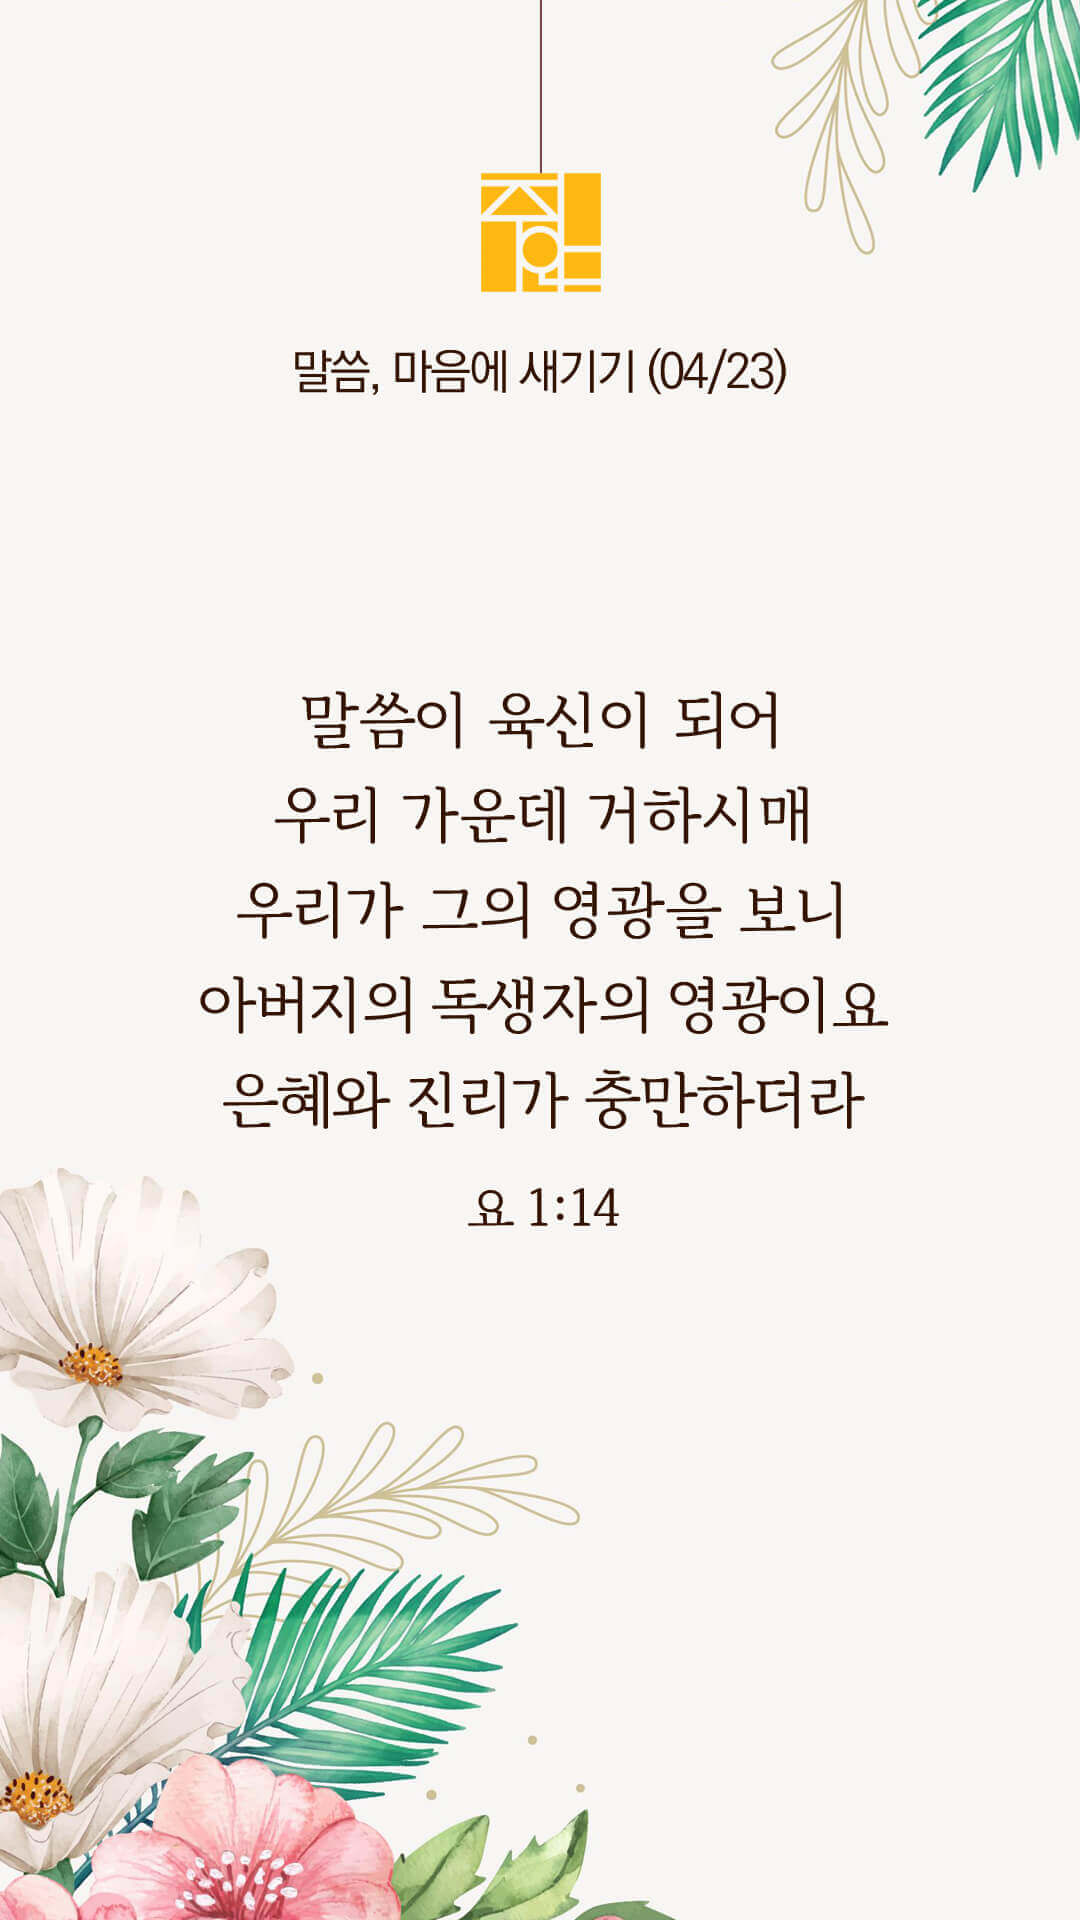 말씀, 마음에 새기기 (04/23)
말씀이 육신이 되어
우리 가운데 거하시매
우리가 그의 영광을 보니
아버지의 독생자의 영광이요
은혜와 진리가 충만하더라
요 1:14